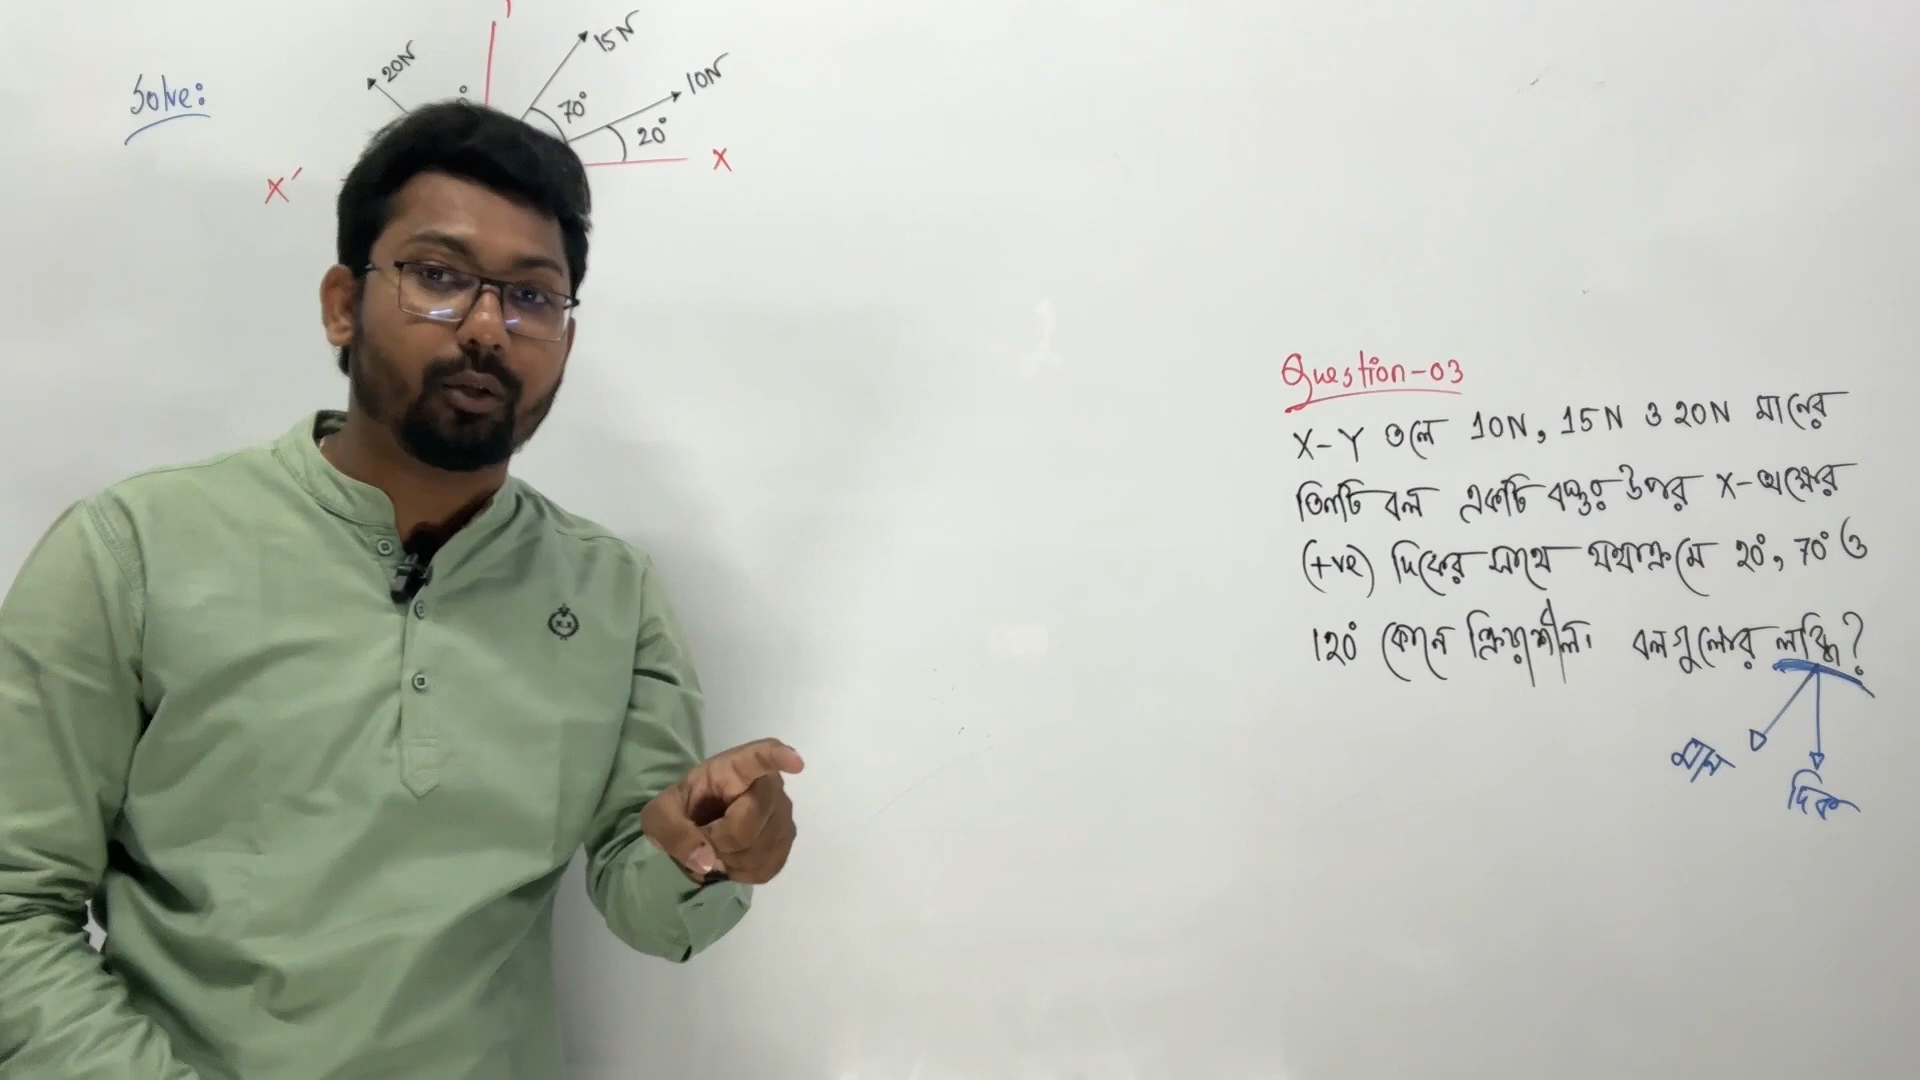 Solve:
20N
15N
10N
70°
20°
X
X′
Question-03
X-Y তলে 10N, 15N ও 20N মানের
তিনটি বল একটি বস্তুর উপর X-অক্ষের
(+ve) দিকের সাথে যথাক্রমে 20°, 70° ও
120° কোনে ক্রিয়াশীল। বলগুলোর লব্ধি?
মান
দিক